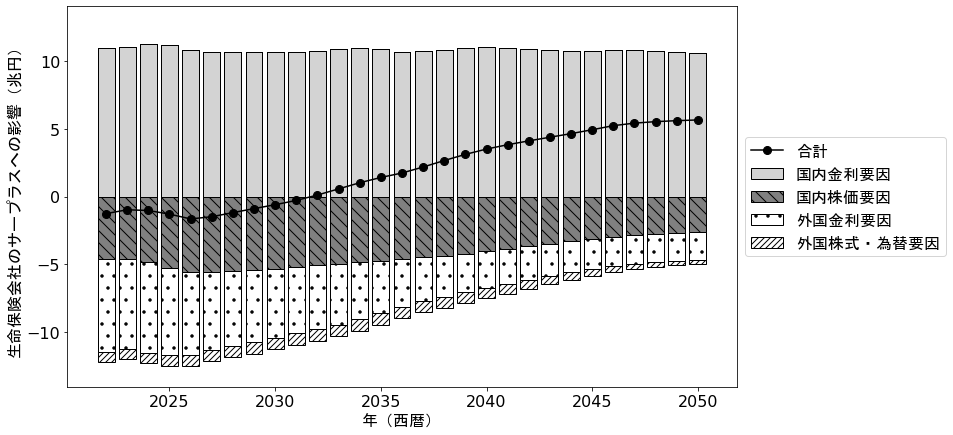 生命保険会社のサープラスへの影響（兆円）
10
5
0
−5
−10
2025 2030 2035 2040 2045 2050
年（西暦）
合計
国内金利要因
国内株価要因
外国金利要因
外国株式・為替要因